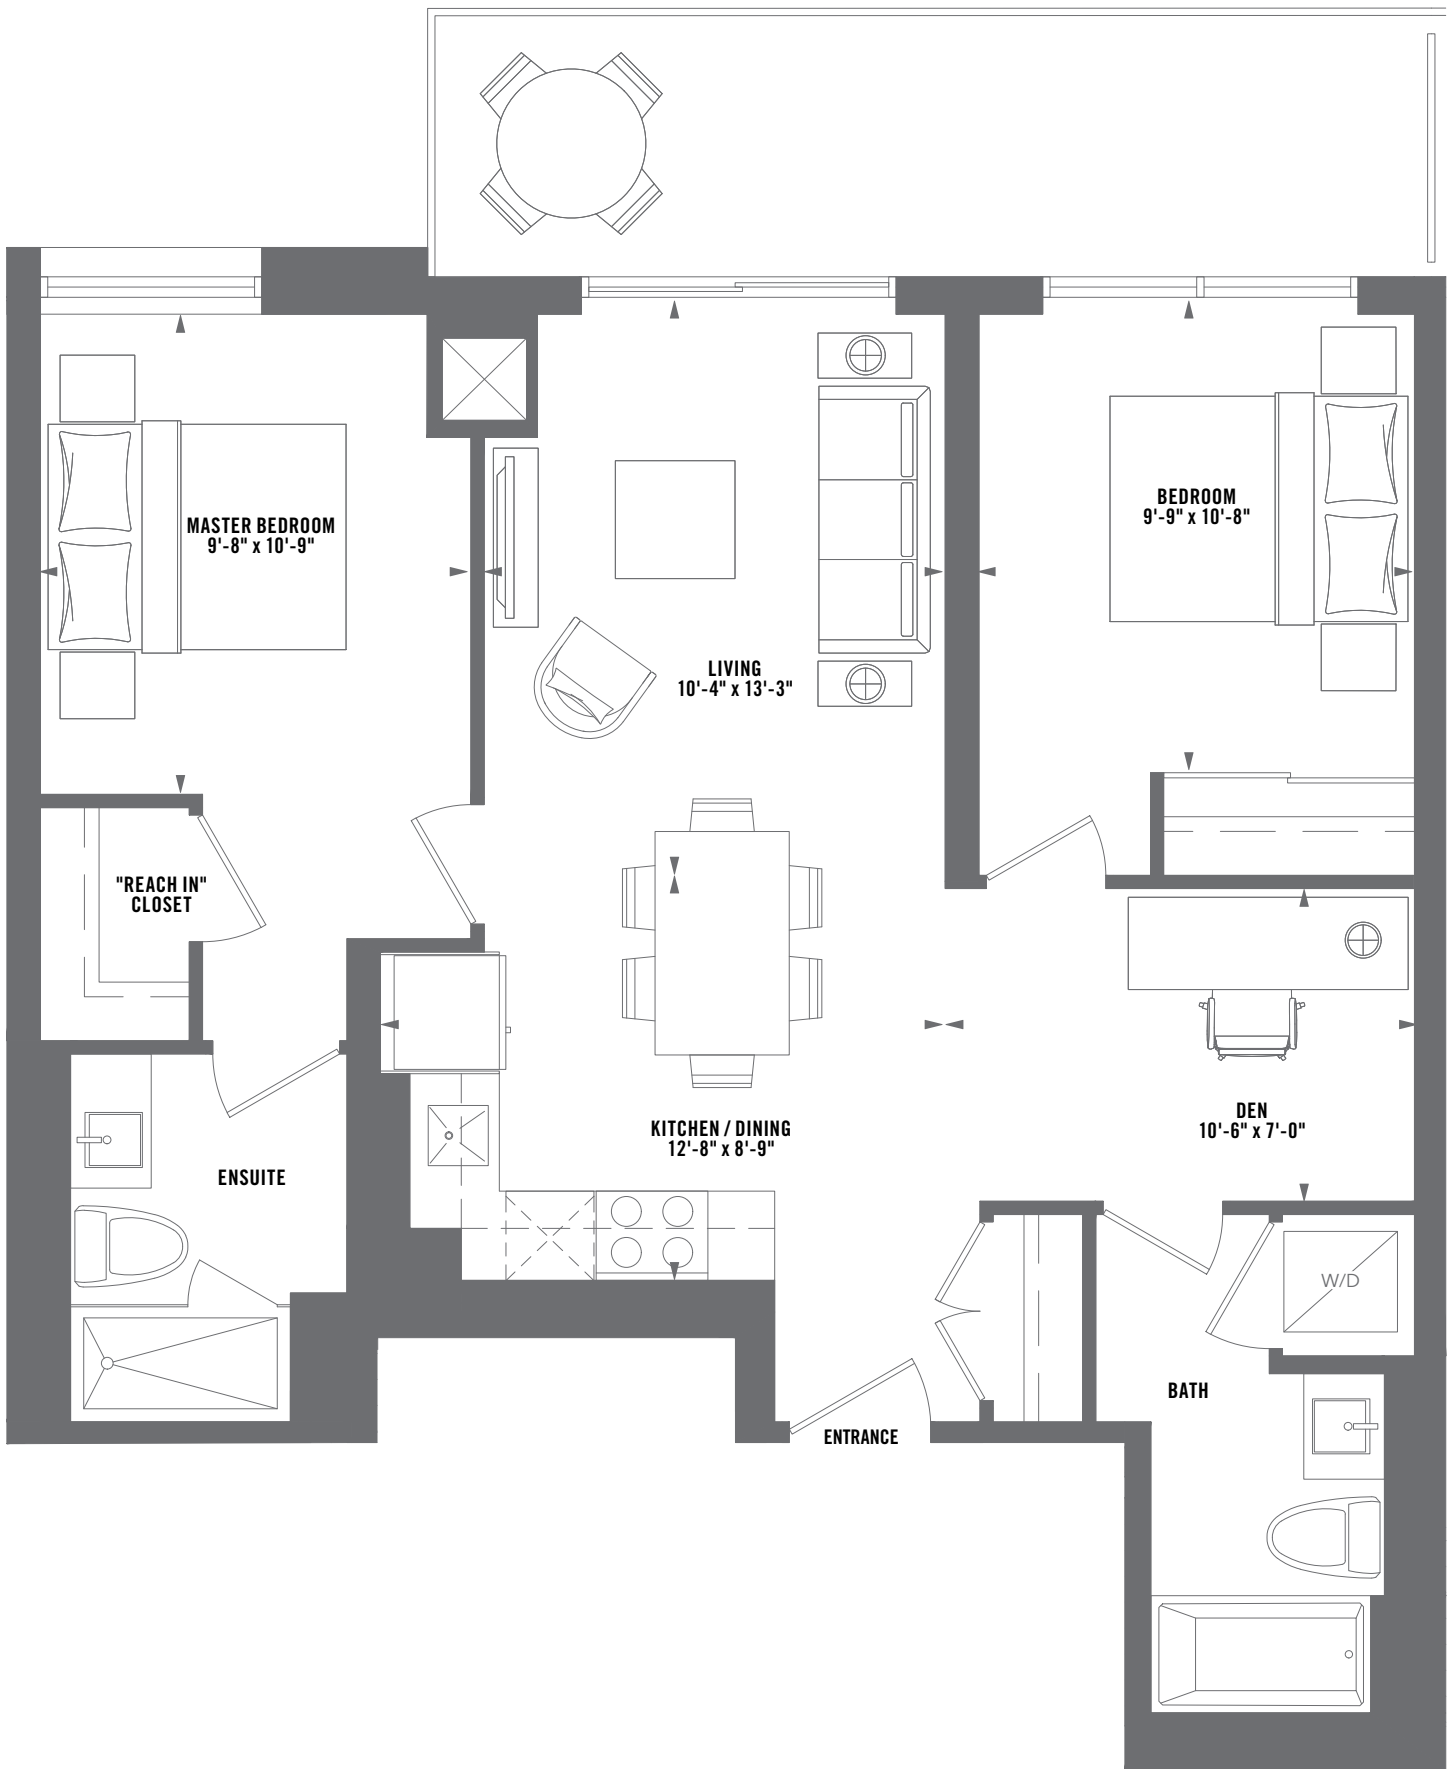 BEDROOM
9'-9" x 10'-8"
MASTER BEDROOM
9'-8" x 10'-9"
LIVING
10'-4" x 13'-3"
"REACH IN"
CLOSET
DEN
10'-6" x 7'-0"
KITCHEN / DINING
12'-8" x 8'-9"
ENSUITE
W/D
BATH
ENTRANCE